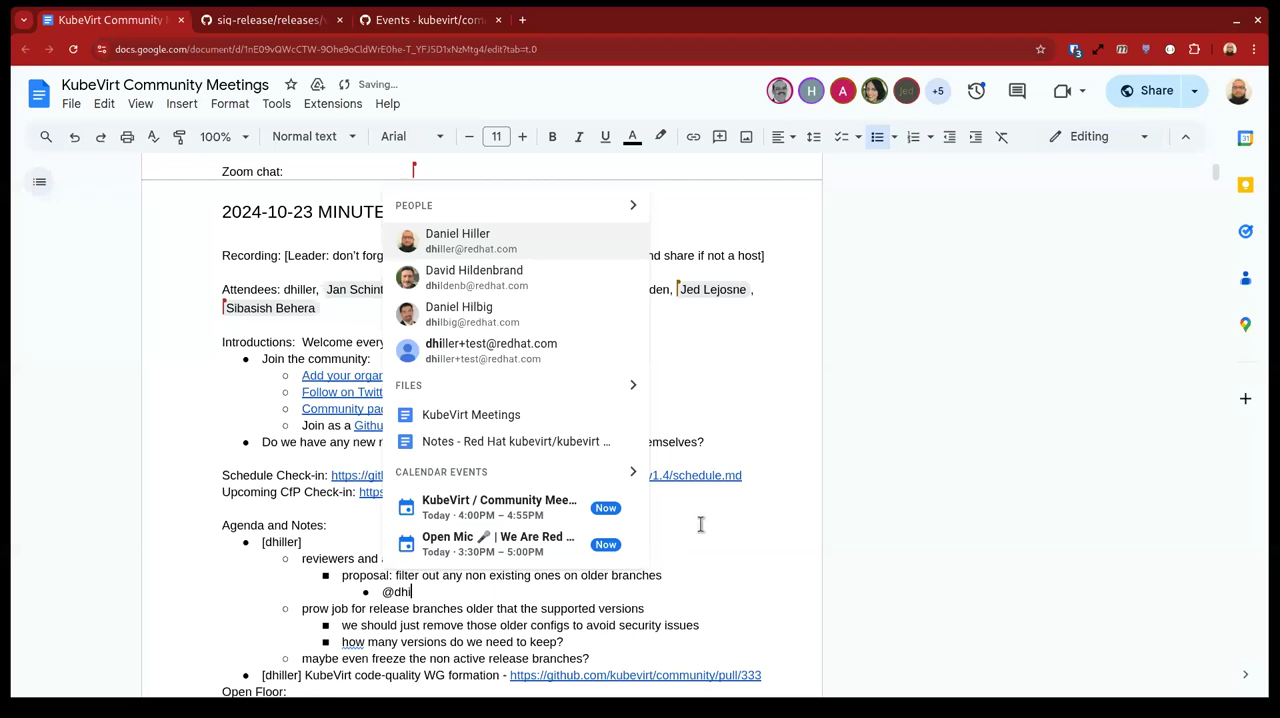 KubeVirt Community M
sig-release/releases/v
Events · kubevirt/com
docs.google.com/document/d/1nE09vQWcCTW-9Ohe9oCldWrE0he-T_YFJ5D1xNzMtg4/edit?tab=t.0
KubeVirt Community Meetings
Saving...
File Edit View Insert Format Tools Extensions Help
H A jed +5
Share
100% Normal text Arial 11 Editing
Zoom chat:
2024-10-23 MINUTE
Recording: [Leader: don't forg
nd share if not a host]
Attendees: dhiller, Jan Schint
den, Jed Lejosne ,
Sibasish Behera
Introductions: Welcome every
Join the community:
Add your organ
Follow on Twitt
Community pag
Join as a Githu
Do we have any new n
mselves?
Schedule Check-in: https://gith
v1.4/schedule.md
Upcoming CfP Check-in: https
Agenda and Notes:
[dhiller]
reviewers and a
proposal: filter out any non existing ones on older branches
@dhi
prow job for release branches older that the supported versions
we should just remove those older configs to avoid security issues
how many versions do we need to keep?
maybe even freeze the non active release branches?
[dhiller] KubeVirt code-quality WG formation - https://github.com/kubevirt/community/pull/333
Open Floor:
PEOPLE
Daniel Hiller
dhiller@redhat.com
David Hildenbrand
dhildenb@redhat.com
Daniel Hilbig
dhilbig@redhat.com
dhiller+test@redhat.com
dhiller+test@redhat.com
FILES
KubeVirt Meetings
Notes - Red Hat kubevirt/kubevirt ...
CALENDAR EVENTS
KubeVirt / Community Mee...
Today · 4:00PM – 4:55PM
Now
Open Mic 🎤 | We Are Red ...
Today · 3:30PM – 5:00PM
Now